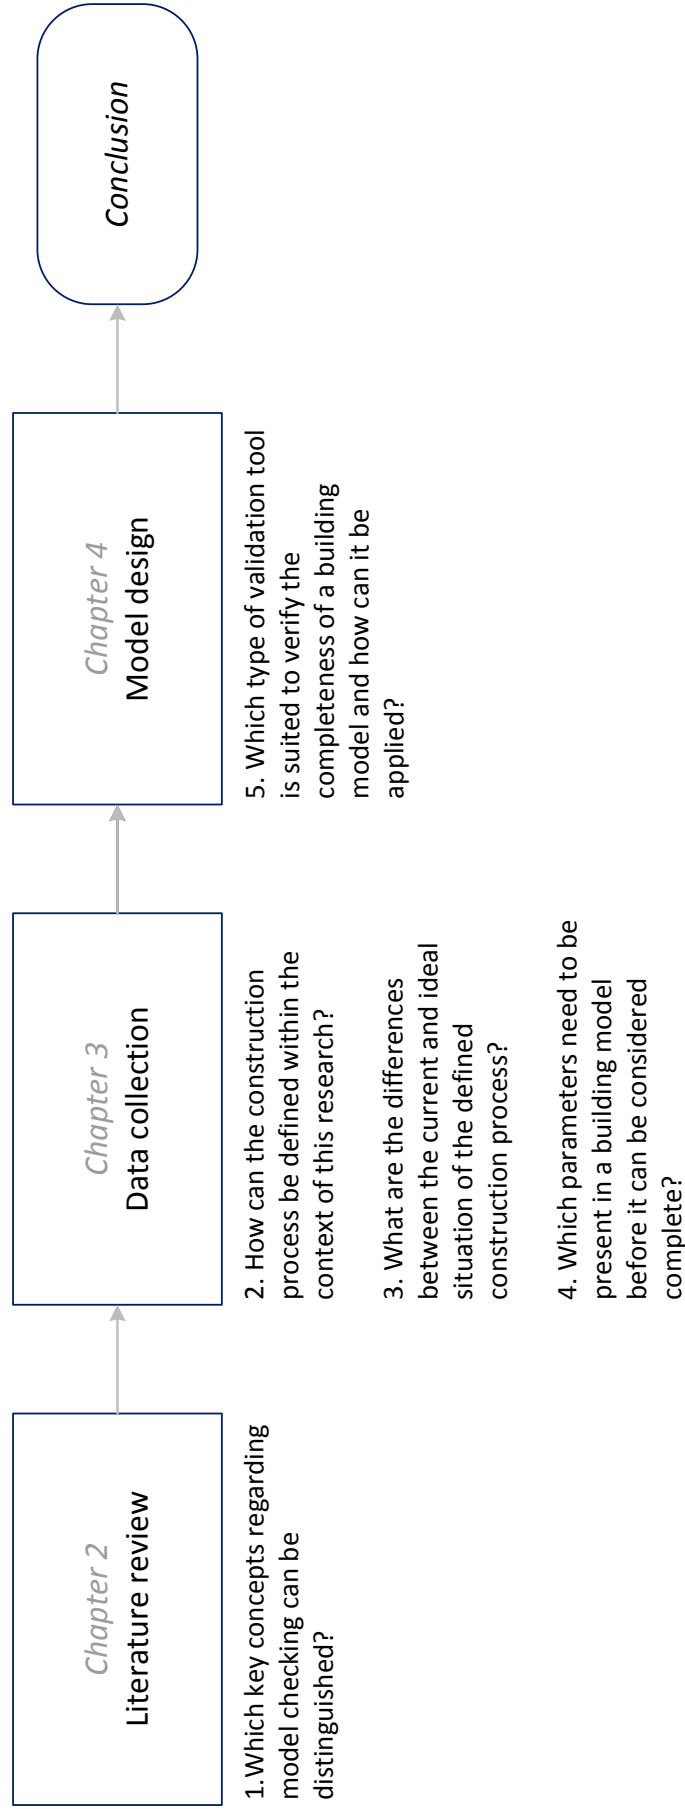 Chapter 2
Literature review
1.Which key concepts regarding
model checking can be
distinguished?
Chapter 3
Data collection
2. How can the construction
process be defined within the
context of this research?
3. What are the differences
between the current and ideal
situation of the defined
construction process?
4. Which parameters need to be
present in a building model
before it can be considered
complete?
Chapter 4
Model design
5. Which type of validation tool
is suited to verify the
completeness of a building
model and how can it be
applied?
Conclusion